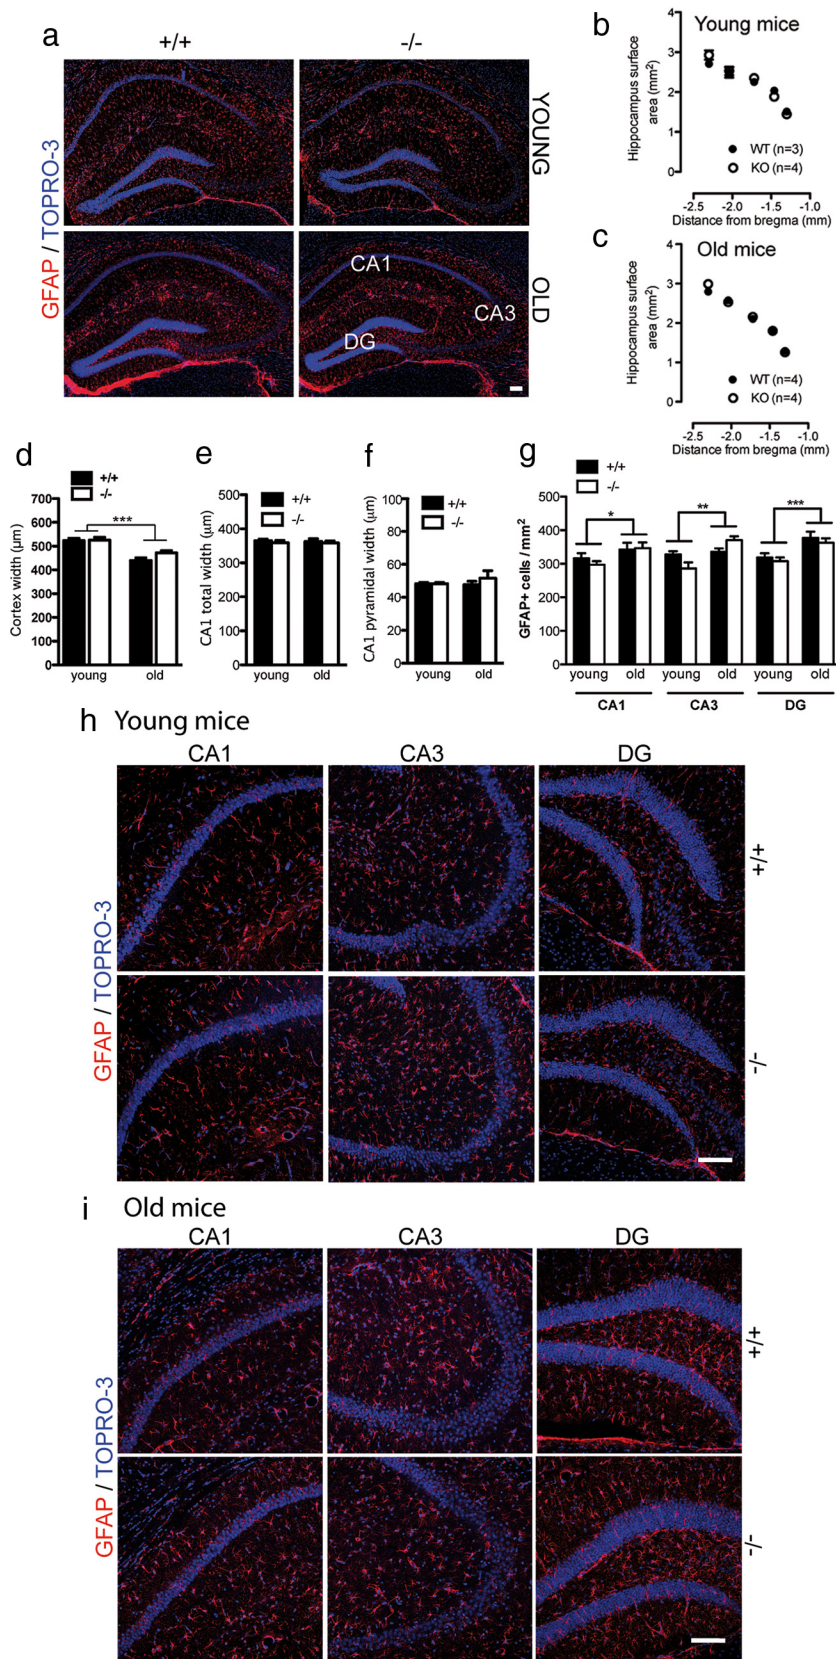 a
+/+
-/-
GFAP / TOPRO-3
YOUNG
OLD
CA1
CA3
DG
b
Young mice
Hippocampus surface
area (mm²)
4
3
2
1
0
WT (n=3)
KO (n=4)
-2.5 -2.0 -1.5 -1.0
Distance from bregma (mm)
c
Old mice
Hippocampus surface
area (mm²)
4
3
2
1
0
WT (n=4)
KO (n=4)
-2.5 -2.0 -1.5 -1.0
Distance from bregma (mm)
d
+/+
-/-
***
Cortex width (µm)
700
600
500
400
300
200
100
0
young old
e
+/+
-/-
CA1 total width (µm)
500
400
300
200
100
0
young old
f
+/+
-/-
CA1 pyramidal width (µm)
100
80
60
40
20
0
young old
g
+/+
-/-
* ** ***
GFAP+ cells / mm²
500
400
300
200
100
0
young old young old young old
CA1 CA3 DG
h Young mice
CA1 CA3 DG
GFAP / TOPRO-3
+/+
-/-
i Old mice
CA1 CA3 DG
GFAP / TOPRO-3
+/+
-/-